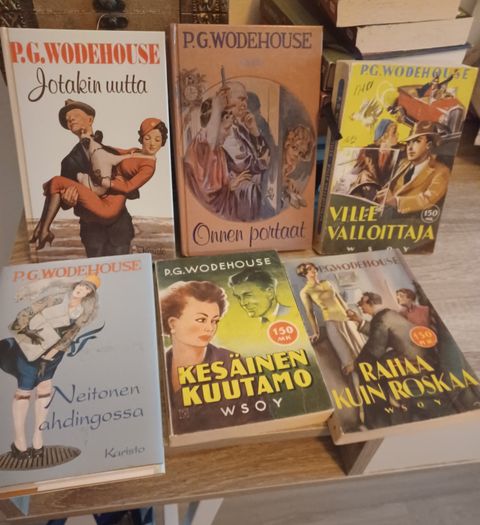 P.G.WODEHOUSE
Jotakin uutta
Karisto
P.G.WODEHOUSE
Onnen portaat
P.G. WODEHOUSE
VILLE
VALLOITTAJA
150
MK
WSOY
P.G. WODEHOUSE
Neitonen
ahdingossa
Karisto
P.G. WODEHOUSE
150
MK
KESÄINEN
KUUTAMO
WSOY
P.G.WODEHOUSE
150
MK
RAHAA
KUIN ROSKAA
WSOY